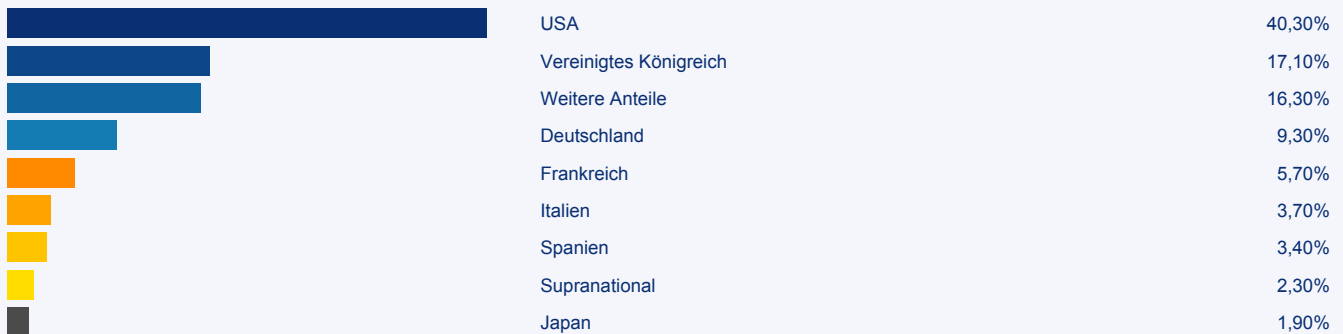 USA 40,30%
Vereinigtes Königreich 17,10%
Weitere Anteile 16,30%
Deutschland 9,30%
Frankreich 5,70%
Italien 3,70%
Spanien 3,40%
Supranational 2,30%
Japan 1,90%